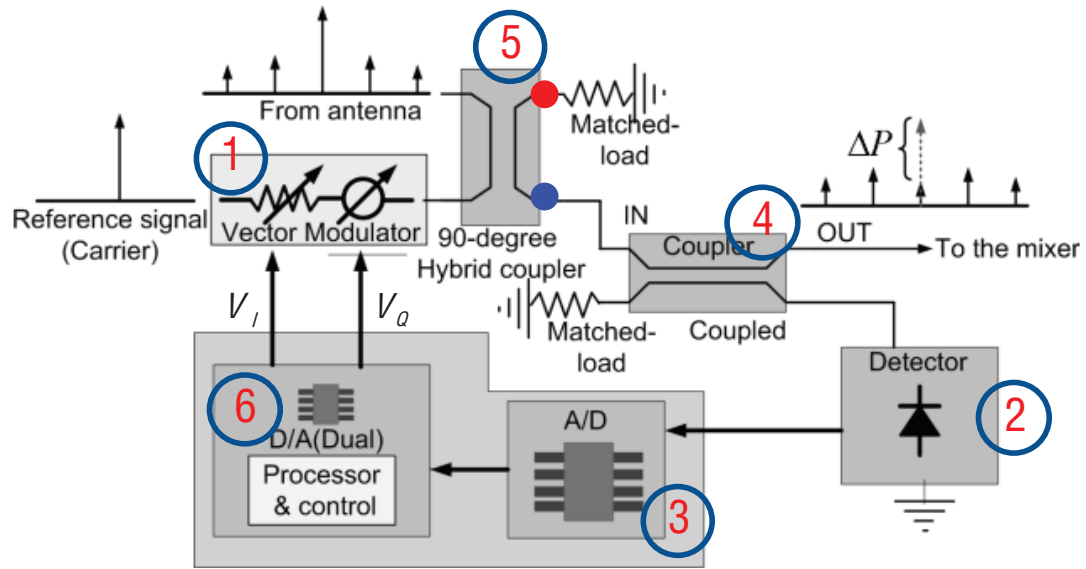 5
From antenna
Matched-
load
1
ΔP {
Reference signal
(Carrier)
Vector Modulator
90-degree
Hybrid coupler
IN
4
Coupler
OUT
To the mixer
V_I
V_Q
Matched-
load
Coupled
Detector
2
6
D/A(Dual)
Processor
& control
A/D
3